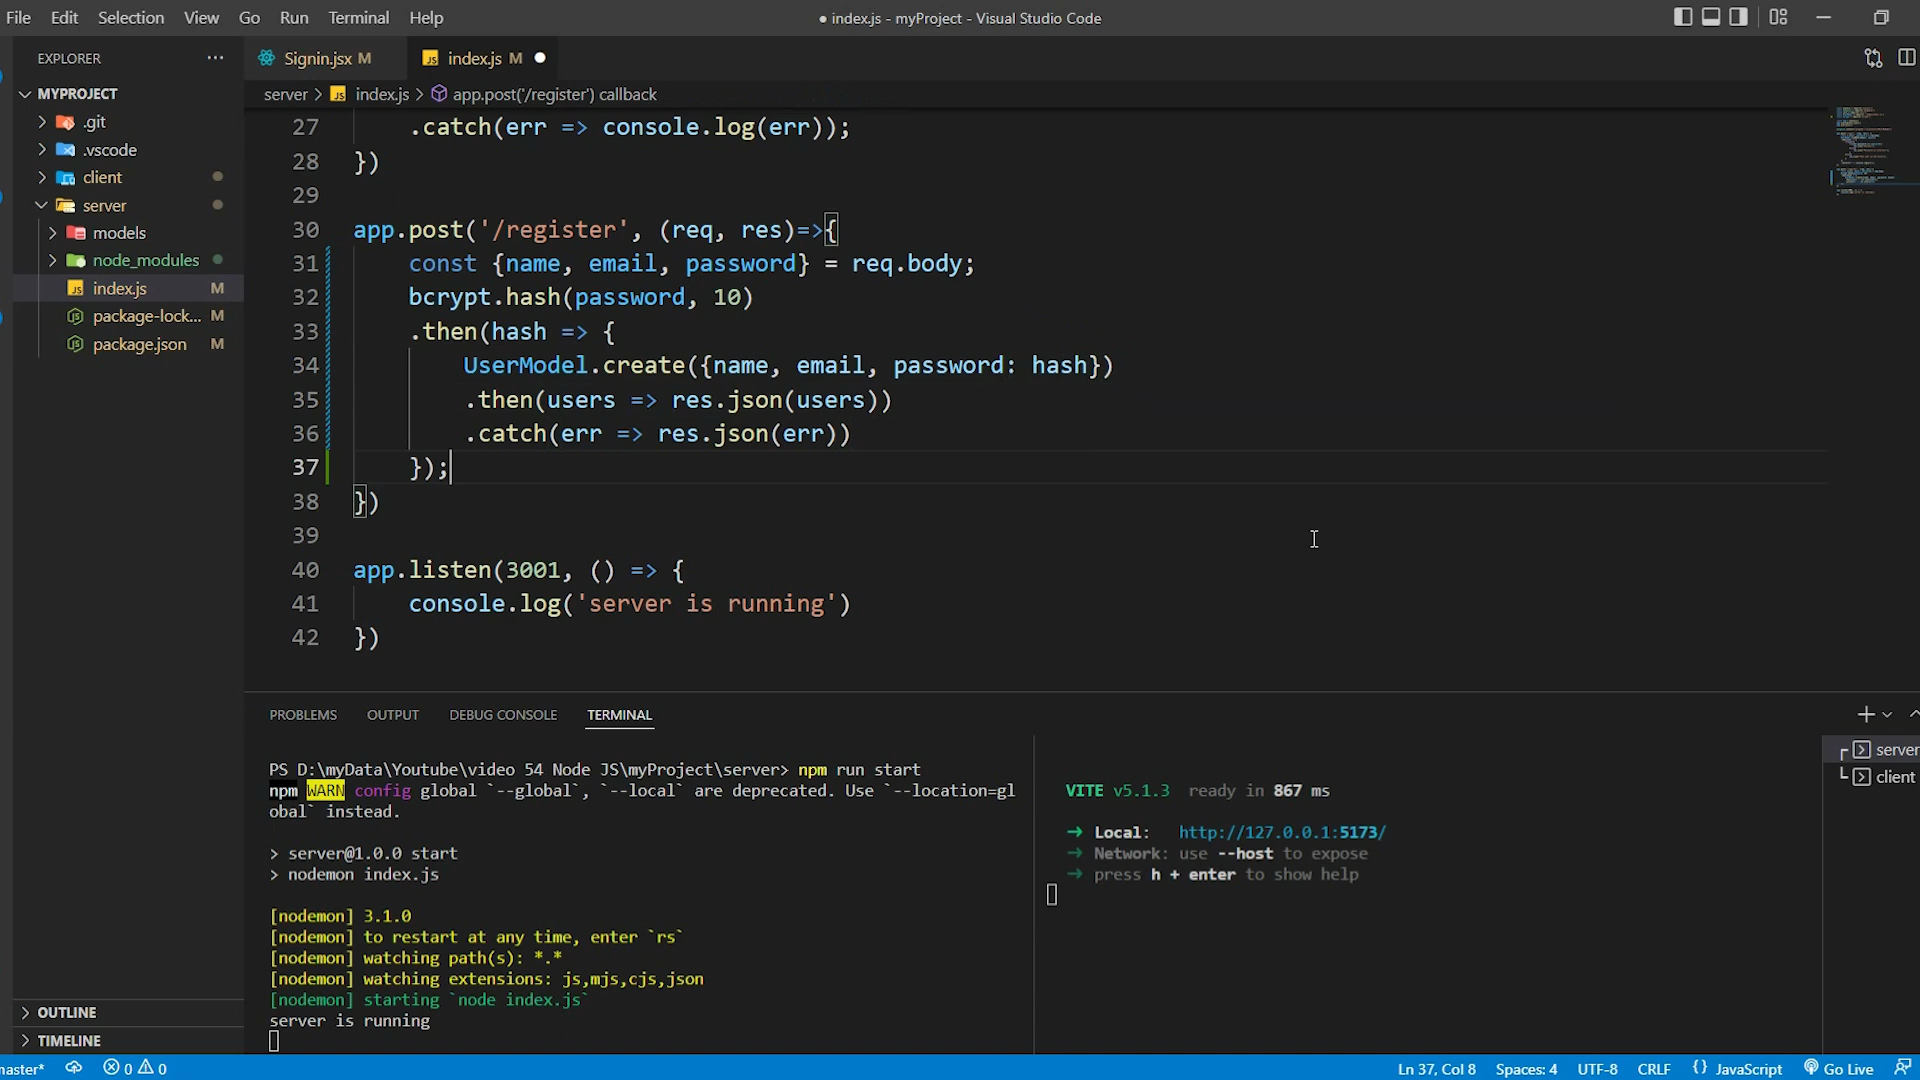 File Edit Selection View Go Run Terminal Help
● index.js - myProject - Visual Studio Code
EXPLORER ···
Signin.jsx M
JS index.js M
MYPROJECT
server > JS index.js > app.post('/register') callback
.git
.vscode
client
server
models
node_modules
JS index.js M
package-lock... M
package.json M
27 .catch(err => console.log(err));
28 })
29
30 app.post('/register', (req, res)=>{
31 const {name, email, password} = req.body;
32 bcrypt.hash(password, 10)
33 .then(hash => {
34 UserModel.create({name, email, password: hash})
35 .then(users => res.json(users))
36 .catch(err => res.json(err))
37 });
38 })
39
40 app.listen(3001, () => {
41 console.log('server is running')
42 })
PROBLEMS OUTPUT DEBUG CONSOLE TERMINAL
PS D:\myData\Youtube\video 54 Node JS\myProject\server> npm run start
npm WARN config global `--global`, `--local` are deprecated. Use `--location=gl
obal` instead.
> server@1.0.0 start
> nodemon index.js
[nodemon] 3.1.0
[nodemon] to restart at any time, enter `rs`
[nodemon] watching path(s): *.*
[nodemon] watching extensions: js,mjs,cjs,json
[nodemon] starting `node index.js`
server is running
VITE v5.1.3 ready in 867 ms
➜ Local: http://127.0.0.1:5173/
➜ Network: use --host to expose
➜ press h + enter to show help
server
client
OUTLINE
TIMELINE
master* 0 0 Ln 37, Col 8 Spaces: 4 UTF-8 CRLF {} JavaScript Go Live